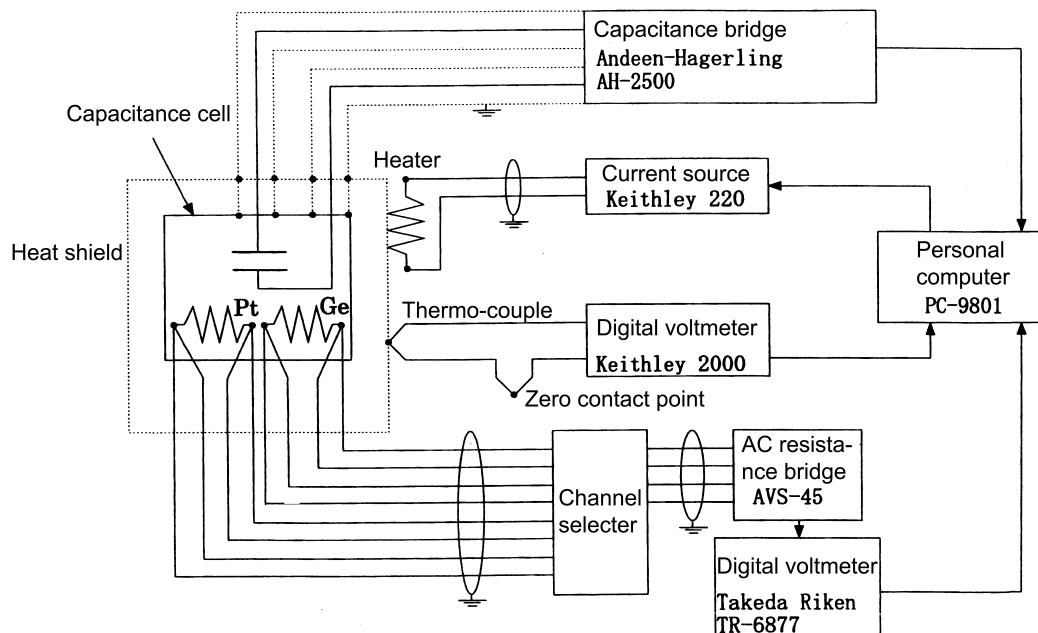 Capacitance bridge
Andeen-Hagerling
AH-2500
Capacitance cell
Heater
Current source
Keithley 220
Heat shield
Personal
computer
PC-9801
Pt
Ge
Thermo-couple
Digital voltmeter
Keithley 2000
Zero contact point
Channel
selecter
AC resista-
nce bridge
AVS-45
Digital voltmeter
Takeda Riken
TR-6877